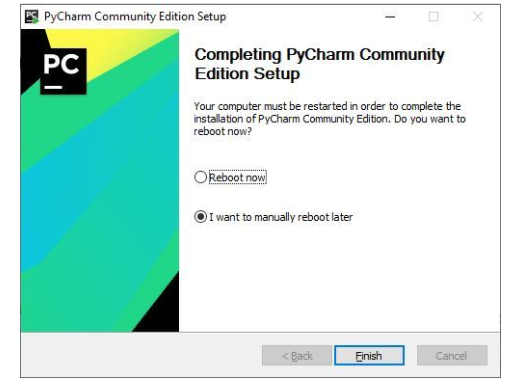 PyCharm Community Edition Setup
PC
Completing PyCharm Community
Edition Setup
Your computer must be restarted in order to complete the
installation of PyCharm Community Edition. Do you want to
reboot now?
Reboot now
I want to manually reboot later
< Back Finish Cancel